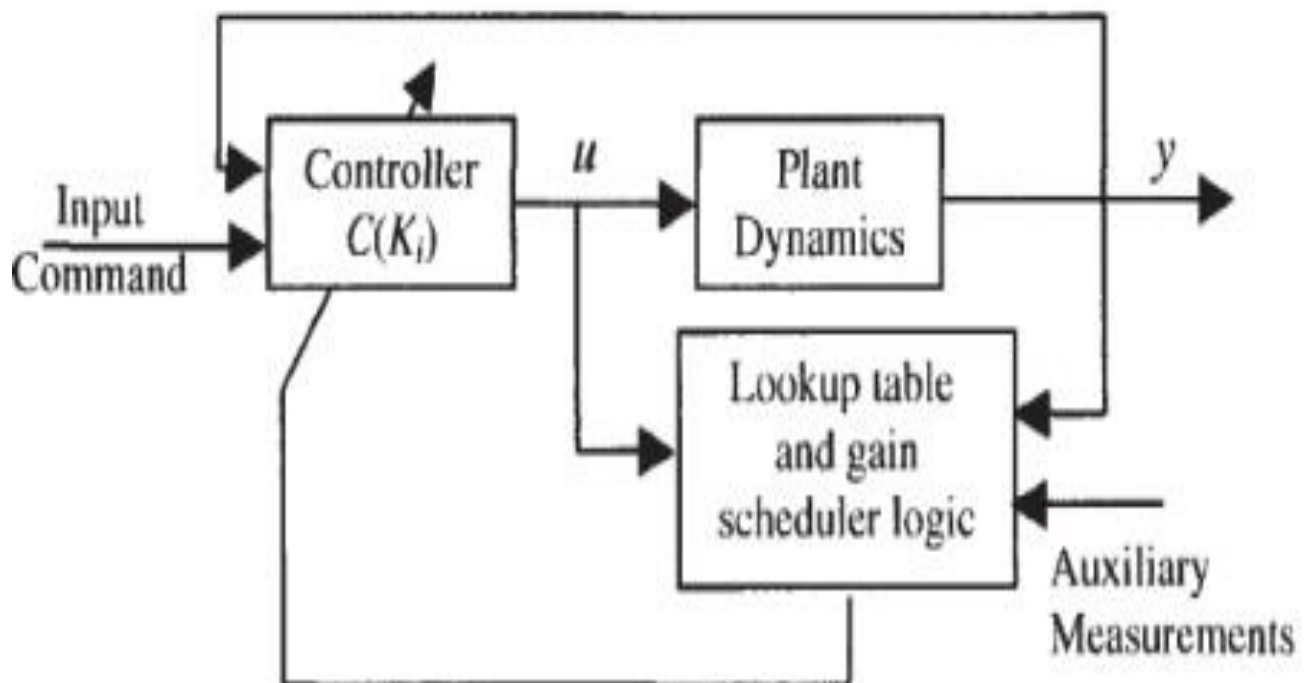 Controller
C(K_i)
u
Plant
Dynamics
y
Input
Command
Lookup table
and gain
scheduler logic
Auxiliary
Measurements